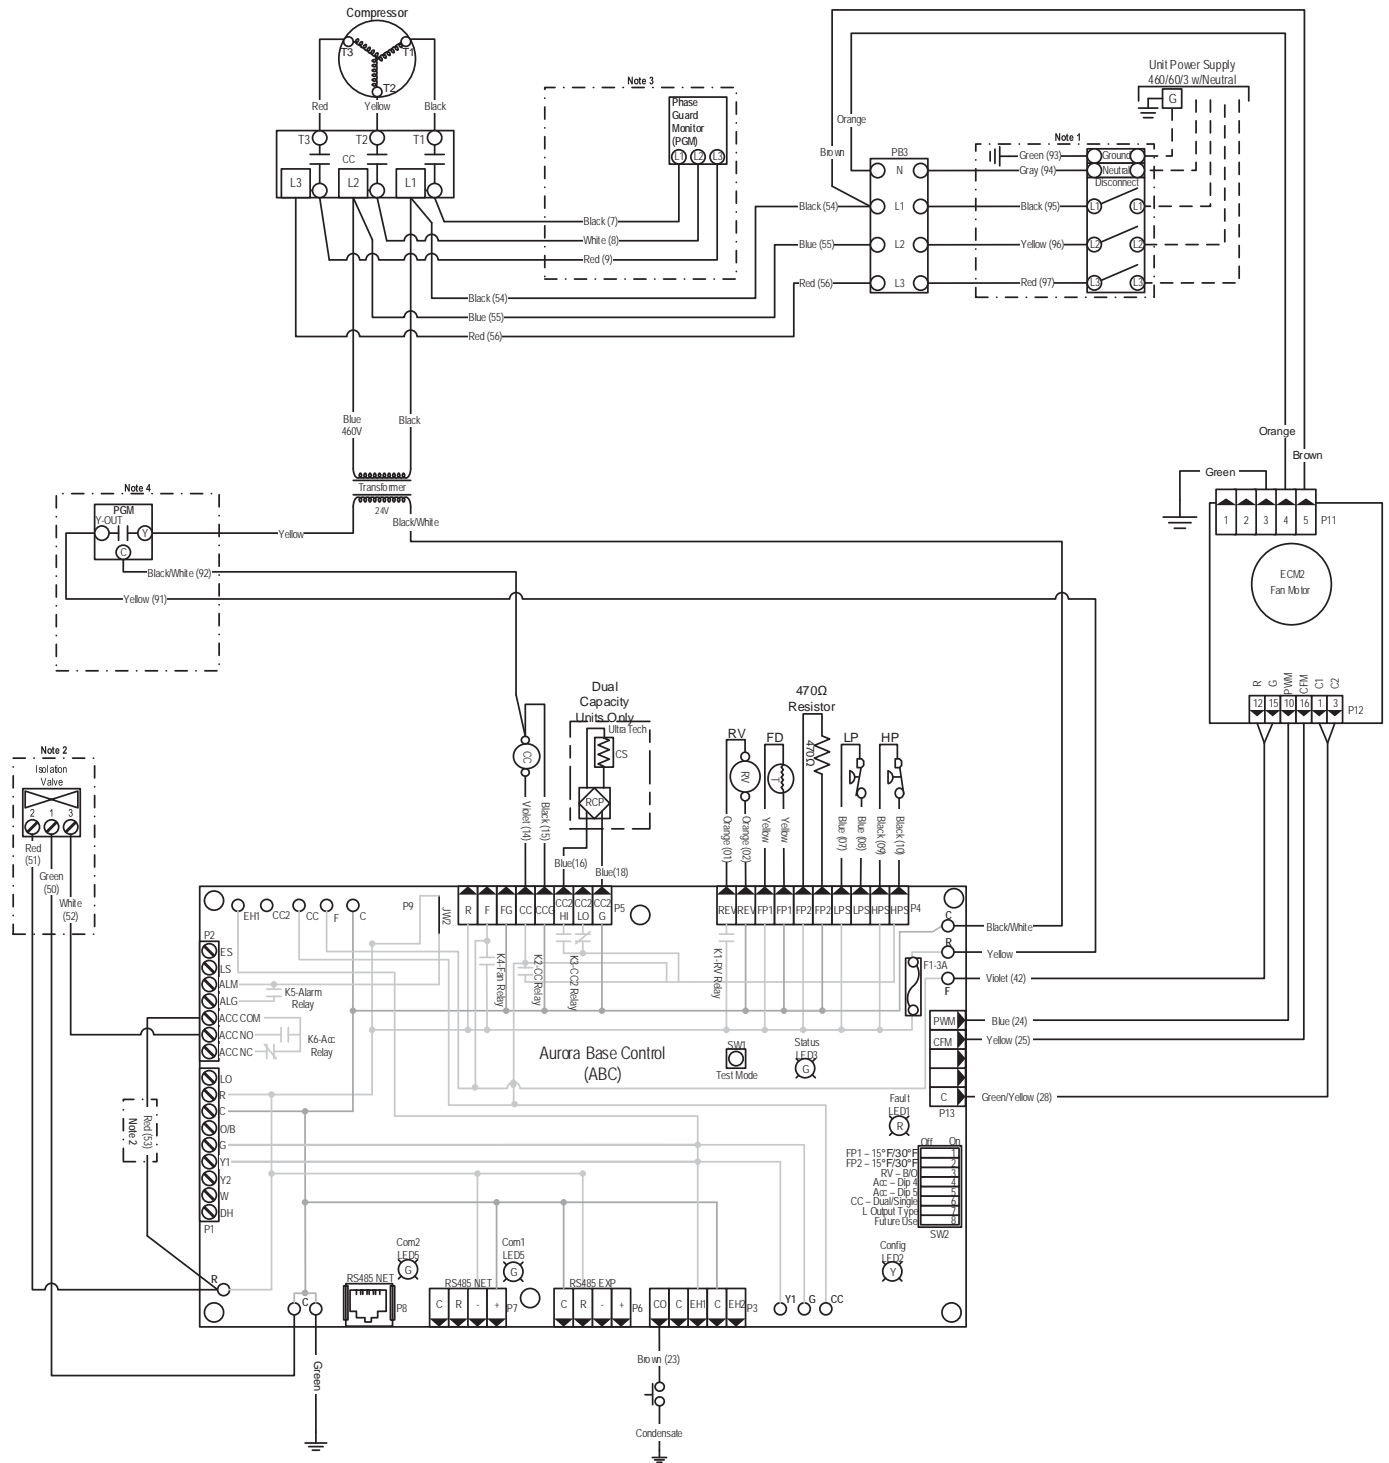 Compressor
T3
T1
T2
Red
Yellow
Black
T3
T2
T1
CC
L3
L2
L1
Note 3
Phase
Guard
Monitor
(PGM)
L1
L2
L3
Black (7)
White (8)
Red (9)
Black (54)
Blue (55)
Red (56)
Orange
Brown
PB3
N
L1
L2
L3
Black (54)
Blue (55)
Red (56)
Unit Power Supply
460/60/3 w/Neutral
G
Note 1
Green (93)
Gray (94)
Black (95)
Yellow (96)
Red (97)
Ground
Neutral
Disconnect
L1
L1
L2
L2
L3
L3
Blue
460V
Black
Transformer
24V
Black/White
Yellow
Note 4
PGM
Y-OUT
Y
C
Black/White (92)
Yellow (91)
Orange
Brown
Green
1
2
3
4
5
P11
ECM2
Fan Motor
R
G
PWM
CFM
C1
C2
12
15
10
16
1
3
P12
Note 2
Isolation
Valve
2
1
3
Red
(51)
Green
(50)
White
(52)
Dual
Capacity
Units Only
Ultra Tech
CS
RCP
CC
Violet (14)
Black (15)
Blue(16)
Blue(18)
470Ω
Resistor
470Ω
RV
RV
FD
T
LP
HP
Orange (01)
Orange (02)
Yellow
Yellow
Blue (07)
Blue (08)
Black (09)
Black (10)
EH1
CC2
CC
F
C
P9
JW2
R
F
FG
CC
CCG
CC2
HI
CC2
LO
CC2
G
P5
REV
REV
FP1
FP1
FP2
FP2
LPS
LPS
HPS
HPS
P4
C
R
F
Black/White
Yellow
Violet (42)
F1-3A
P2
ES
LS
ALM
ALG
ACC COM
ACC NO
ACC NC
K5-Alarm
Relay
K6-Acc
Relay
K4-Fan Relay
K2-CC Relay
K3-CC2 Relay
K1-RV Relay
Aurora Base Control
(ABC)
SW1
Test Mode
Status
LED3
G
PWM
CFM
C
P13
Blue (24)
Yellow (25)
Green/Yellow (28)
LO
R
C
O/B
G
Y1
Y2
W
DH
P1
Red (53)
Note 2
Fault
LED1
R
Off
On
FP1 – 15°F/30°F
1
FP2 – 15°F/30°F
2
RV – B/O
3
Acc – Dip 4
4
Acc – Dip 5
5
CC – Dual/Single
6
L Output Type
7
Future Use
8
SW2
Config
LED2
Y
R
C
Green
RS485 NET
P8
Com2
LED5
G
RS485 NET
C
R
-
+
P7
Com1
LED5
G
RS485 EXP
C
R
-
+
P6
CO
C
EH1
C
EH2
P3
Y1
G
CC
Brown (23)
Condensate